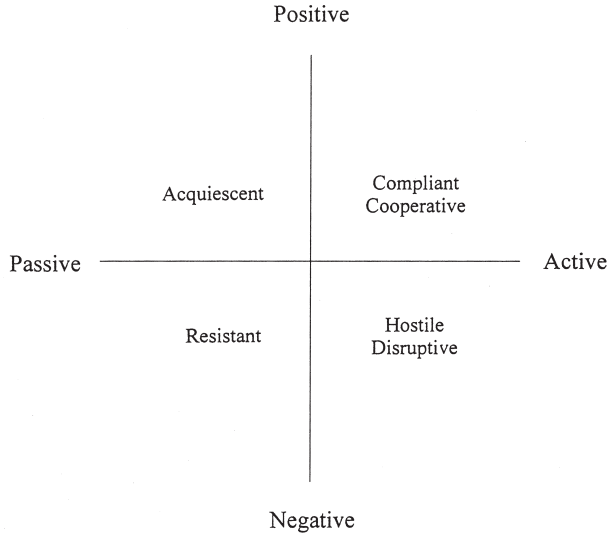 Positive
Compliant
Acquiescent
Cooperative
Passive
Active
Hostile
Resistant
Disruptive
Negative